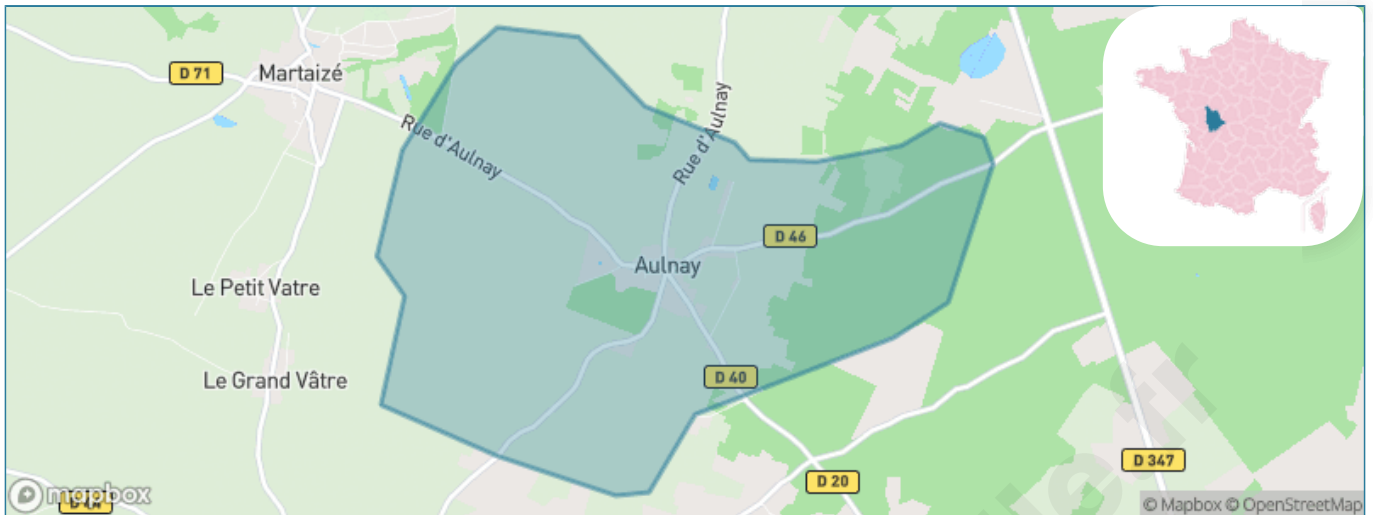 D 71
Martaizé
Rue d'Aulnay
Rue d'Aulnay
D 46
Aulnay
Le Petit Vatre
D 40
Le Grand Vâtre
D 347
D 20
mapbox
© Mapbox © OpenStreetMap